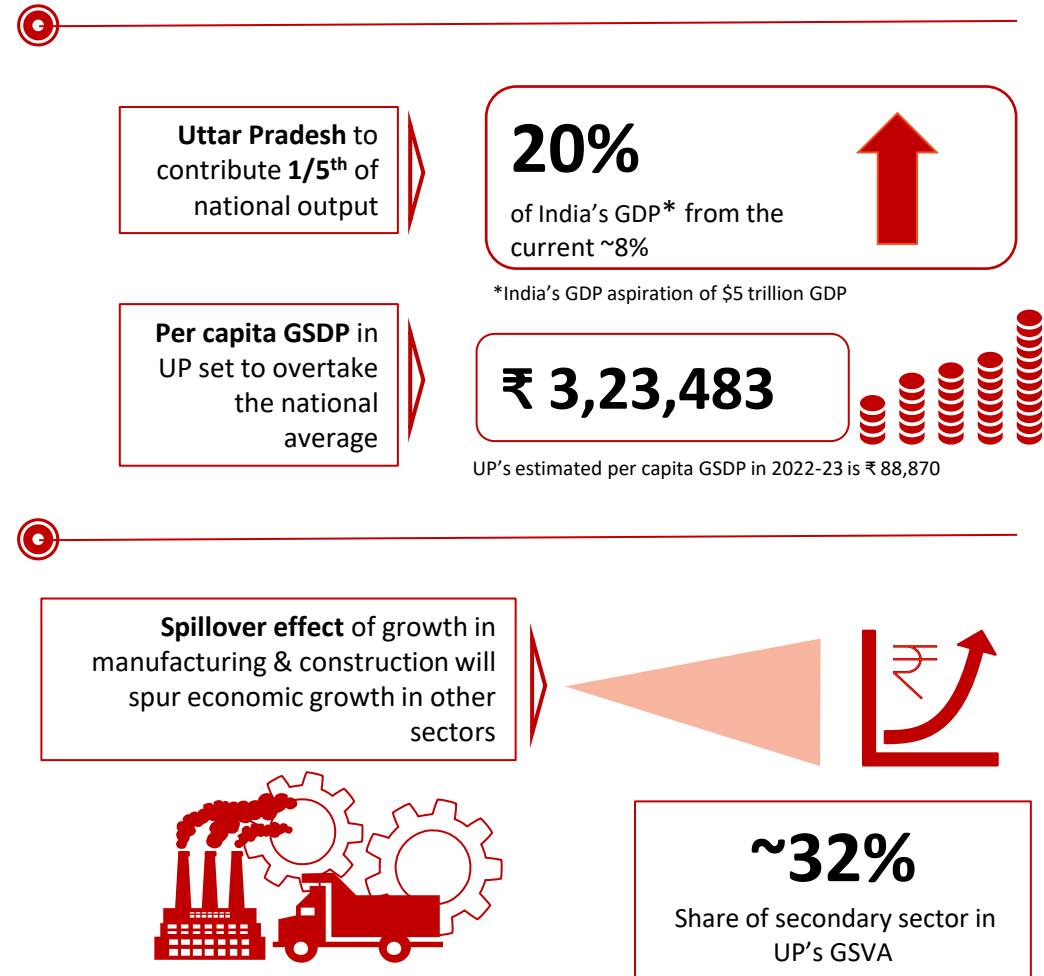 Uttar Pradesh to
contribute 1/5th of
national output
20%
of India's GDP* from the
current ~8%
*India's GDP aspiration of $5 trillion GDP
Per capita GSDP in
UP set to overtake
the national
average
₹ 3,23,483
UP's estimated per capita GSDP in 2022-23 is ₹ 88,870
Spillover effect of growth in
manufacturing & construction will
spur economic growth in other
sectors
₹
~32%
Share of secondary sector in
UP's GSVA